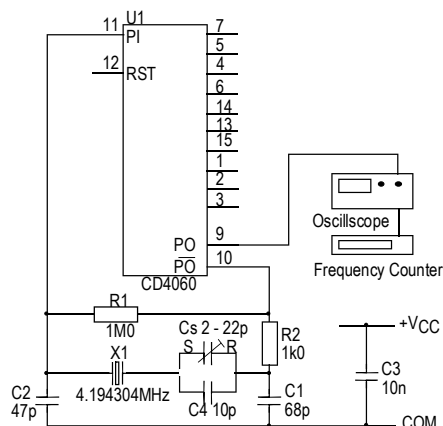 U1
11 PI 7
5
12 RST 4
6
14
13
15
1
2
3
PO 9
PO 10
CD4060
Oscillscope
Frequency Counter
R1
1M0
Cs 2 - 22p
S R
R2
1k0
X1
4.194304MHz
C4 10p
C2
47p
C1
68p
+VCC
C3
10n
COM